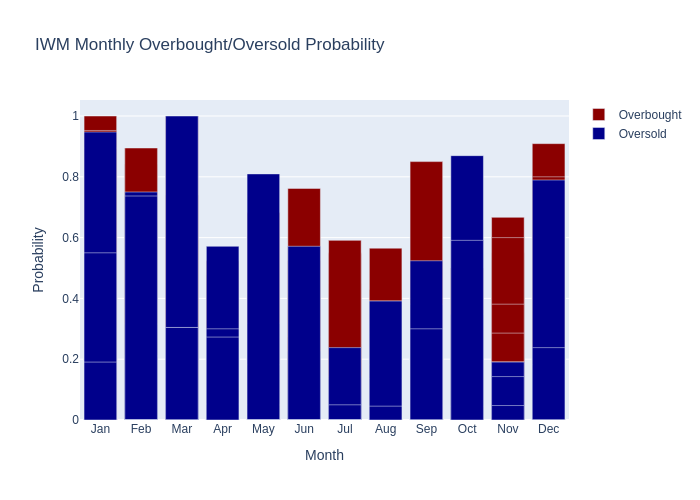 IWM Monthly Overbought/Oversold Probability
Overbought
Oversold
Probability
1
0.8
0.6
0.4
0.2
0
Jan Feb Mar Apr May Jun Jul Aug Sep Oct Nov Dec
Month